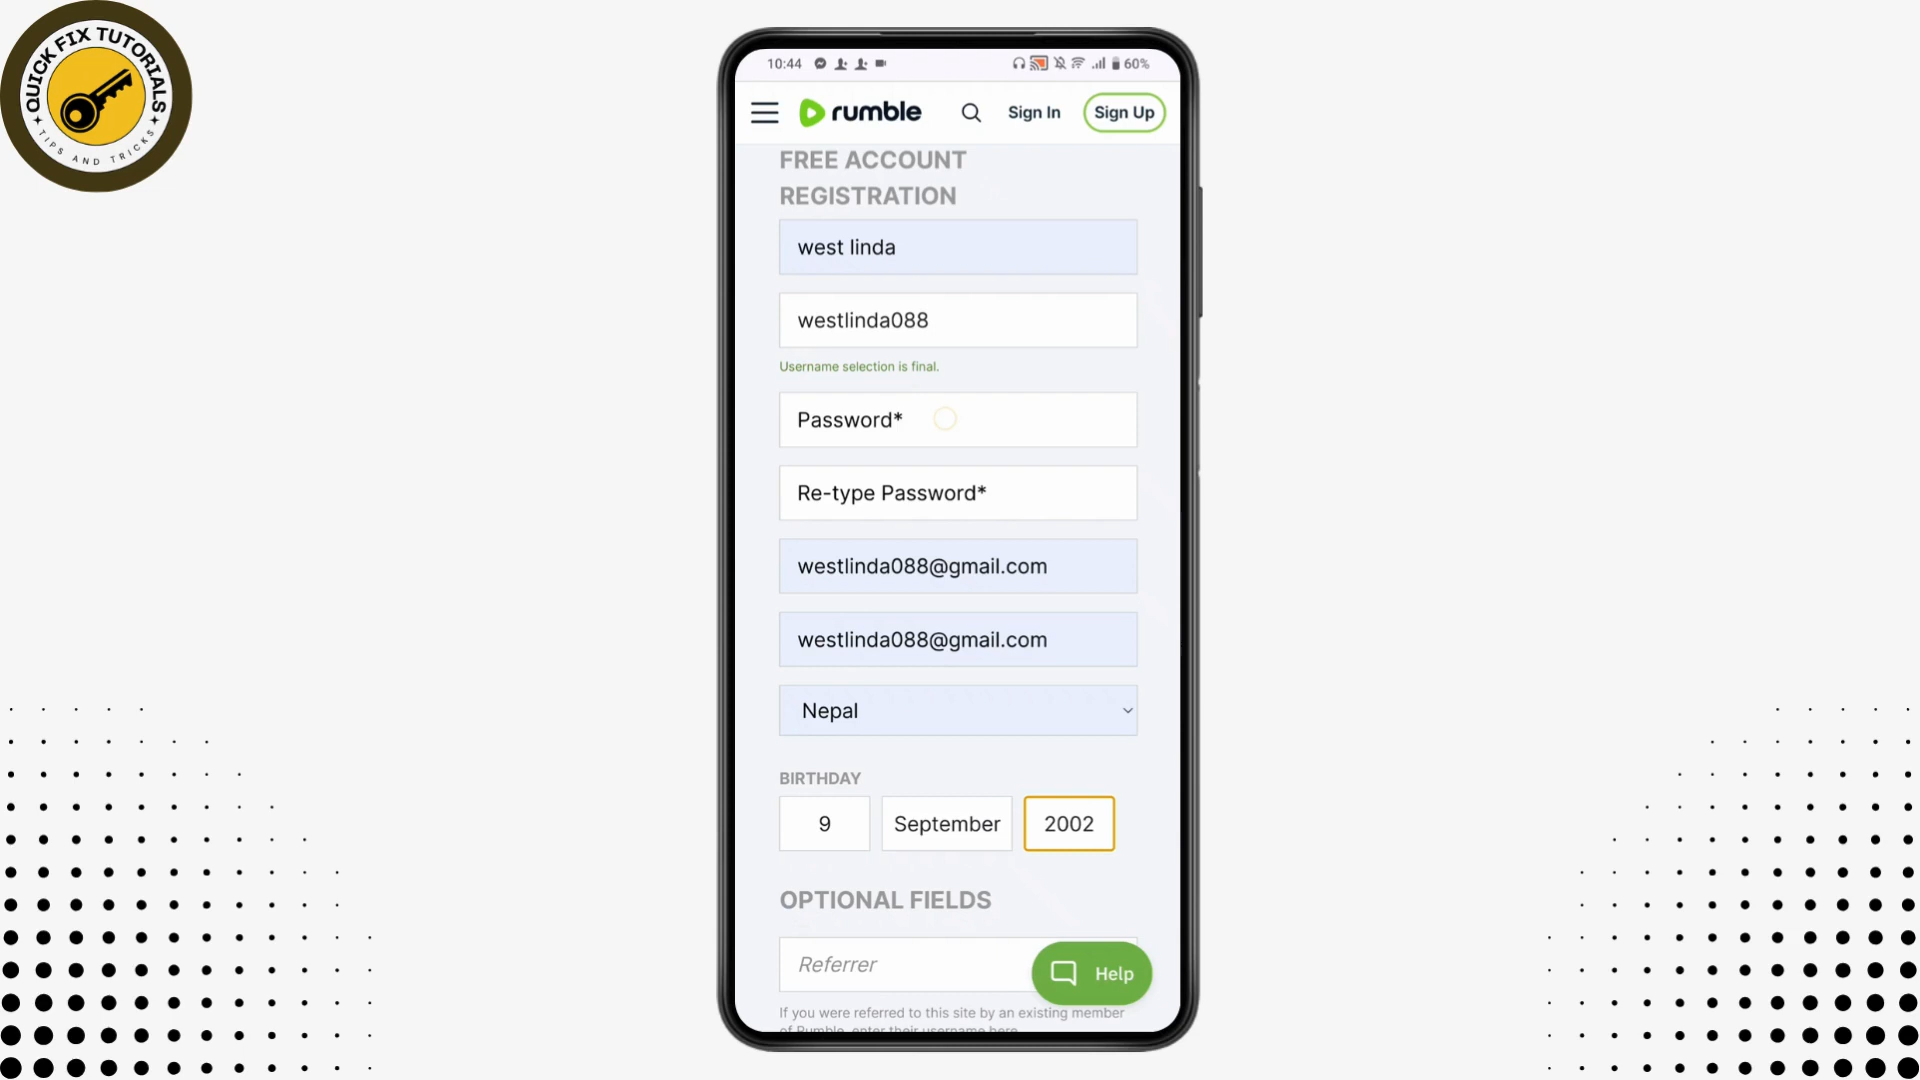 QUICK FIX TUTORIALS
TIPS AND TRICKS
10:44
60%
rumble
Sign In
Sign Up
FREE ACCOUNT
REGISTRATION
west linda
westlinda088
Username selection is final.
Password*
Re-type Password*
westlinda088@gmail.com
westlinda088@gmail.com
Nepal
BIRTHDAY
9
September
2002
OPTIONAL FIELDS
Referrer
Help
If you were referred to this site by an existing member
of Rumble, enter their username here